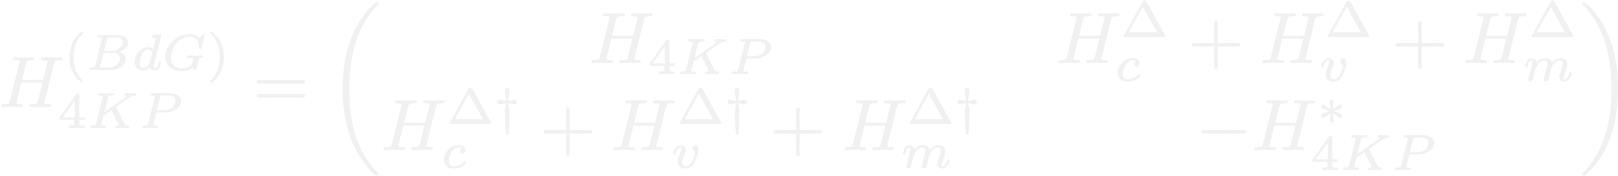 H_{4KP}^{(BdG)} = \begin{pmatrix} H_{4KP} & H_c^{\Delta} + H_v^{\Delta} + H_m^{\Delta} \\ H_c^{\Delta\dagger} + H_v^{\Delta\dagger} + H_m^{\Delta\dagger} & -H_{4KP}^{*} \end{pmatrix}